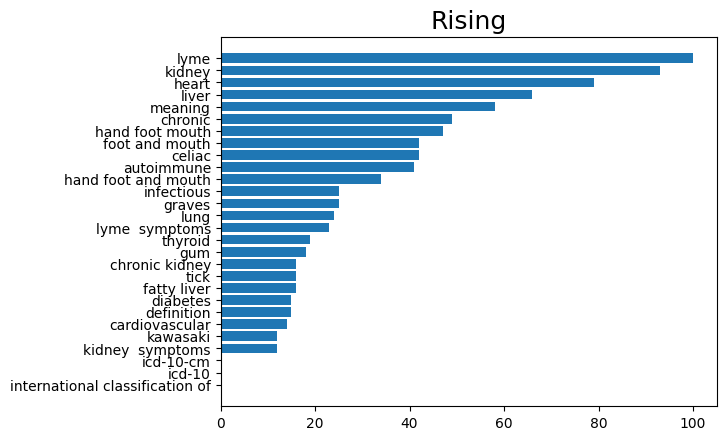 Rising
lyme
kidney
heart
liver
meaning
chronic
hand foot mouth
foot and mouth
celiac
autoimmune
hand foot and mouth
infectious
graves
lung
lyme  symptoms
thyroid
gum
chronic kidney
tick
fatty liver
diabetes
definition
cardiovascular
kawasaki
kidney  symptoms
icd-10-cm
icd-10
international classification of
0 20 40 60 80 100